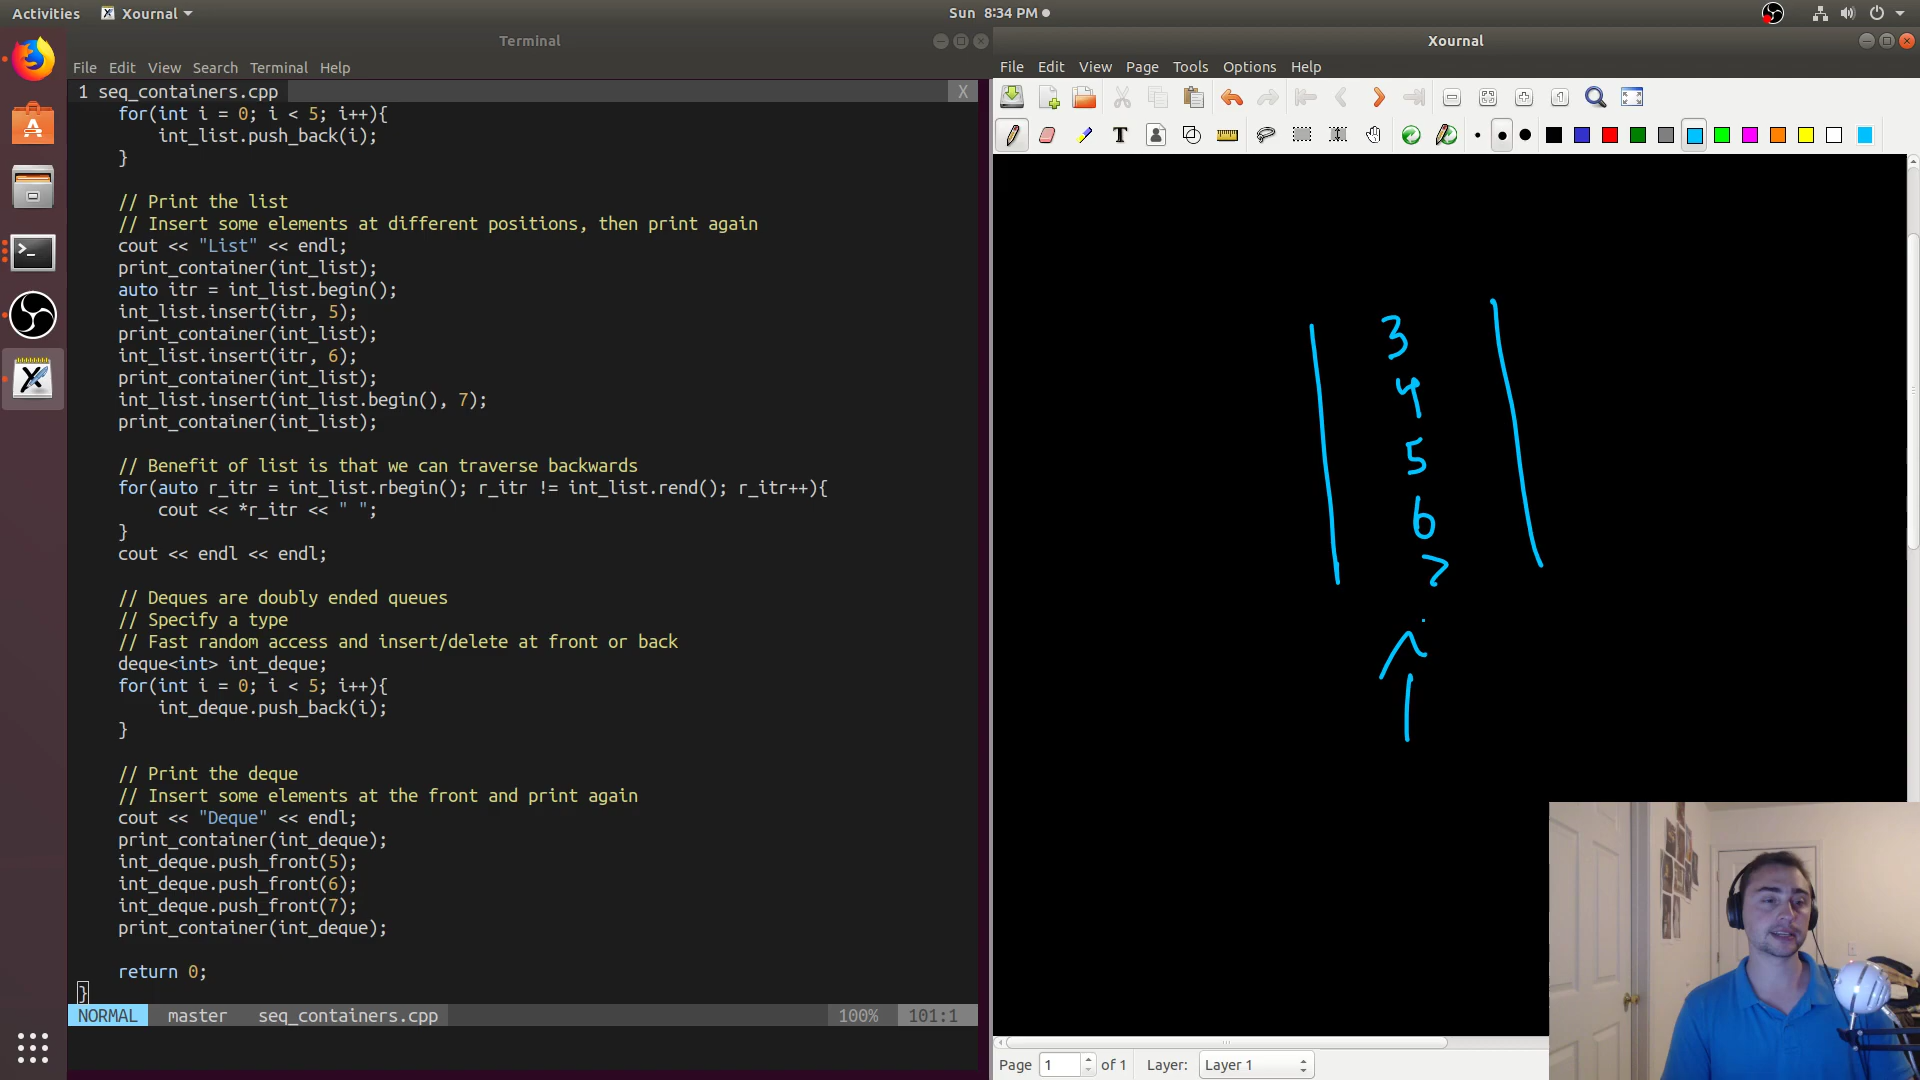 Activities
Xournal
Sun 8:34 PM
Terminal
File Edit View Search Terminal Help
1 seq_containers.cpp X
for(int i = 0; i < 5; i++){
int_list.push_back(i);
}
// Print the list
// Insert some elements at different positions, then print again
cout << "List" << endl;
print_container(int_list);
auto itr = int_list.begin();
int_list.insert(itr, 5);
print_container(int_list);
int_list.insert(itr, 6);
print_container(int_list);
int_list.insert(int_list.begin(), 7);
print_container(int_list);
// Benefit of list is that we can traverse backwards
for(auto r_itr = int_list.rbegin(); r_itr != int_list.rend(); r_itr++){
cout << *r_itr << " ";
}
cout << endl << endl;
// Deques are doubly ended queues
// Specify a type
// Fast random access and insert/delete at front or back
deque<int> int_deque;
for(int i = 0; i < 5; i++){
int_deque.push_back(i);
}
// Print the deque
// Insert some elements at the front and print again
cout << "Deque" << endl;
print_container(int_deque);
int_deque.push_front(5);
int_deque.push_front(6);
int_deque.push_front(7);
print_container(int_deque);
return 0;
}
NORMAL master seq_containers.cpp 100% 101:1
Xournal
File Edit View Page Tools Options Help
3
4
5
6
7
Page 1 of 1 Layer: Layer 1